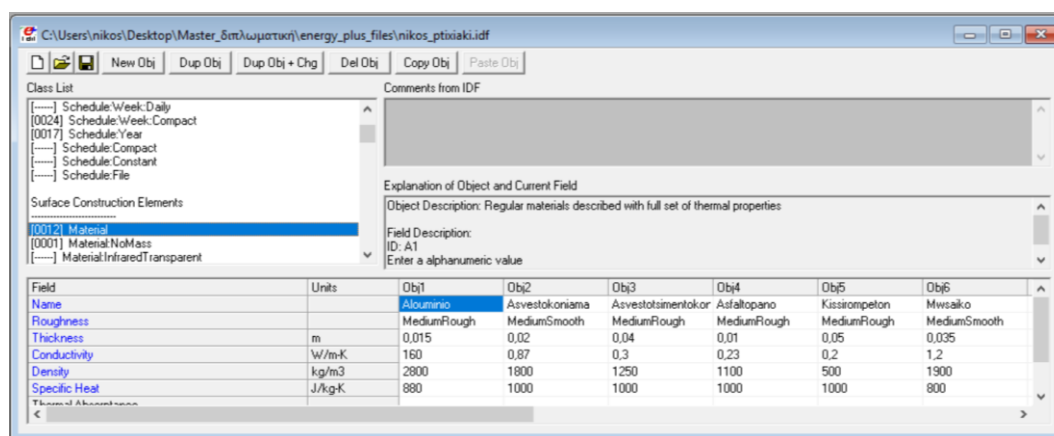 C:\Users\nikos\Desktop\Master_διπλωματική\energy_plus_files\nikos_ptixiaki.idf
New Obj Dup Obj Dup Obj + Chg Del Obj Copy Obj Paste Obj
Class List
[------] Schedule:Week:Daily
[0024] Schedule:Week:Compact
[0017] Schedule:Year
[------] Schedule:Compact
[------] Schedule:Constant
[------] Schedule:File
Surface Construction Elements
-------------------------
[0012] Material
[0001] Material:NoMass
[------] Material:InfraredTransparent
Comments from IDF
Explanation of Object and Current Field
Object Description: Regular materials described with full set of thermal properties
Field Description:
ID: A1
Enter a alphanumeric value
Field Units Obj1 Obj2 Obj3 Obj4 Obj5 Obj6
Name Alouminio Asvestokoniama Asvestotsimentokor Asfaltopano Kissirompeton Mwsaiko
Roughness MediumRough MediumSmooth MediumRough MediumRough MediumRough MediumSmooth
Thickness m 0,015 0,02 0,04 0,01 0,05 0,035
Conductivity W/m-K 160 0,87 0,3 0,23 0,2 1,2
Density kg/m3 2800 1800 1250 1100 500 1900
Specific Heat J/kg-K 880 1000 1000 1000 1000 800